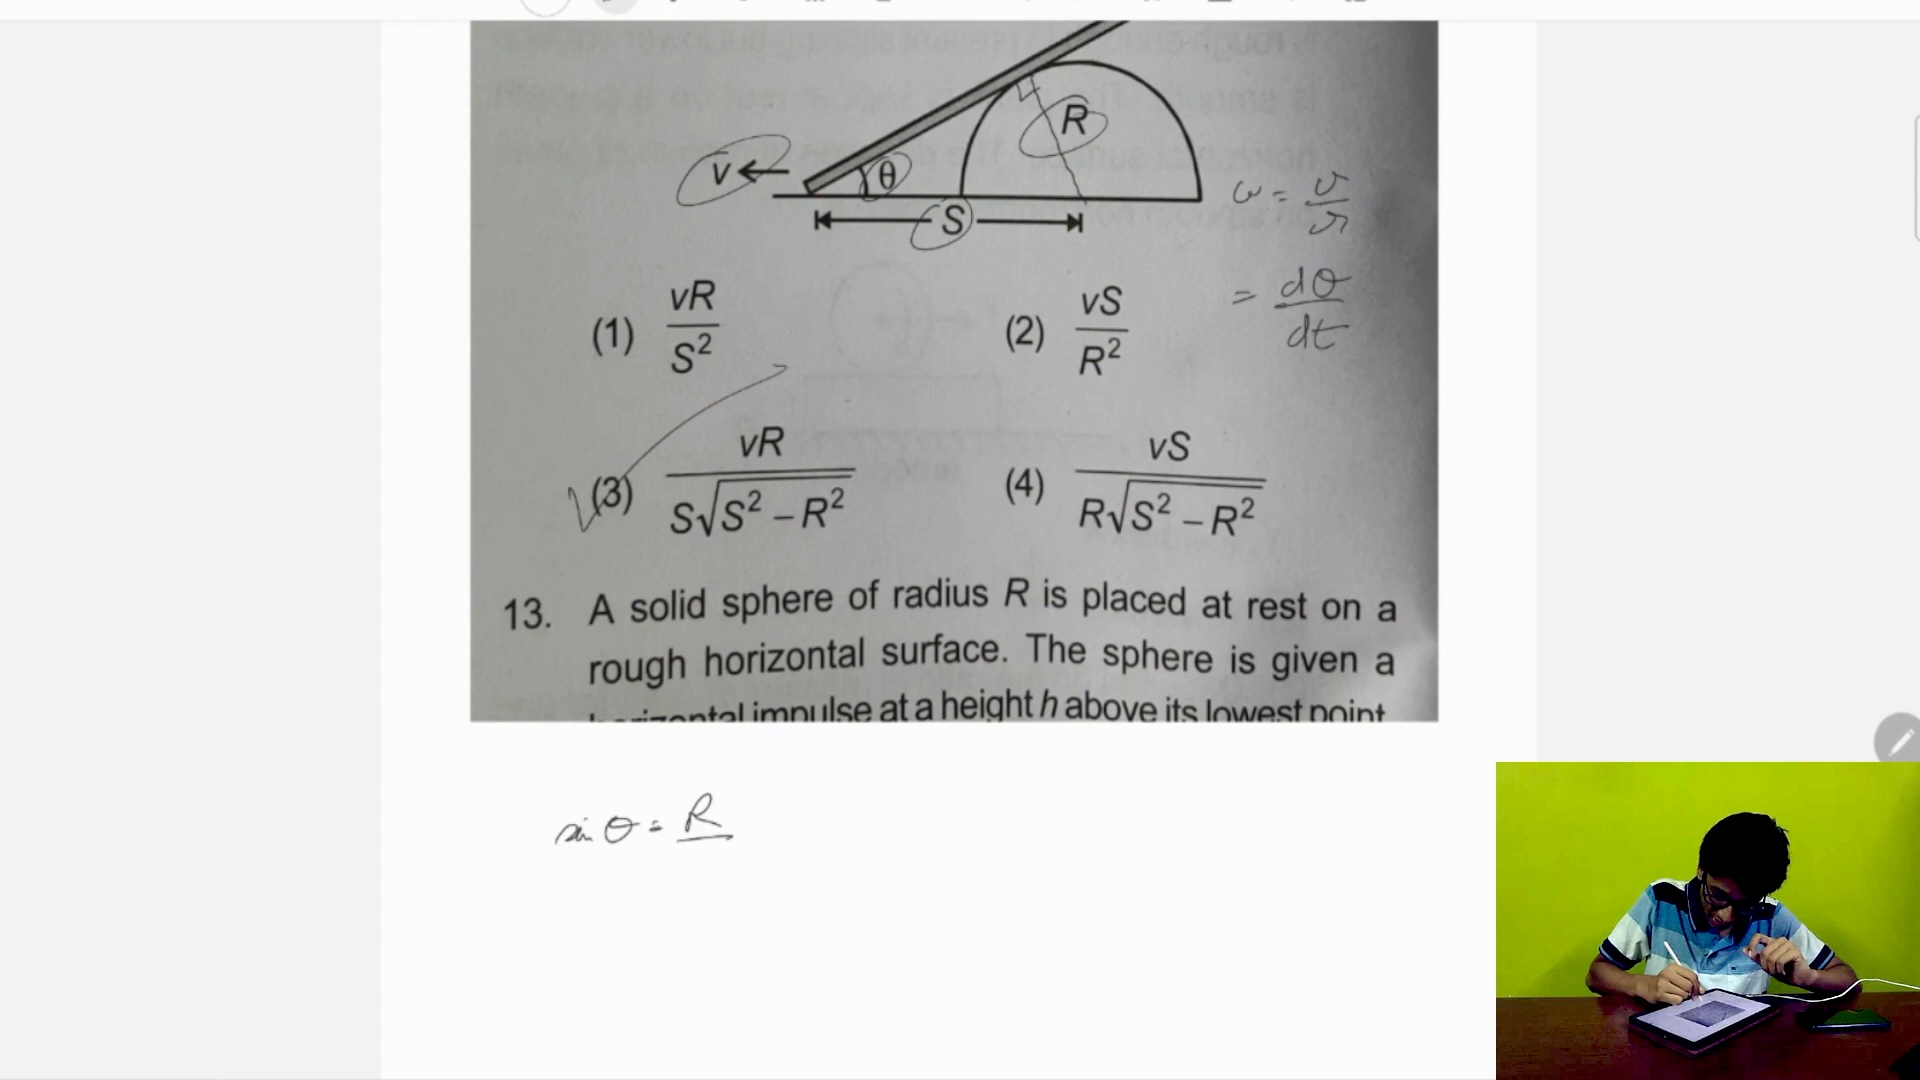 R
v
θ
S
ω = v/r
= dθ/dt
(1) vR/S² (2) vS/R²
(3) vR/(S√(S² – R²)) (4) vS/(R√(S² – R²))
13. A solid sphere of radius R is placed at rest on a
rough horizontal surface. The sphere is given a
horizontal impulse at a height h above its lowest point
sin θ = R